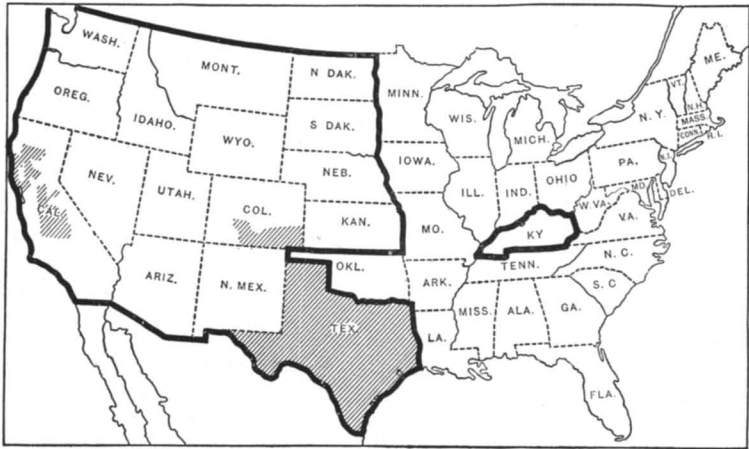 WASH.
MONT.
N DAK.
MINN.
ME.
OREG.
IDAHO.
WYO.
S DAK.
WIS.
MICH.
N.Y.
VT.
N.H.
MASS.
CONN.
R.I.
NEV.
UTAH.
COL.
NEB.
IOWA.
ILL.
IND.
OHIO
PA.
N.J.
CAL.
KAN.
MO.
KY
W.VA.
MD.
DEL.
VA.
ARIZ.
N. MEX.
OKL.
ARK.
TENN.
N. C.
S. C
TEX.
LA.
MISS.
ALA.
GA.
FLA.